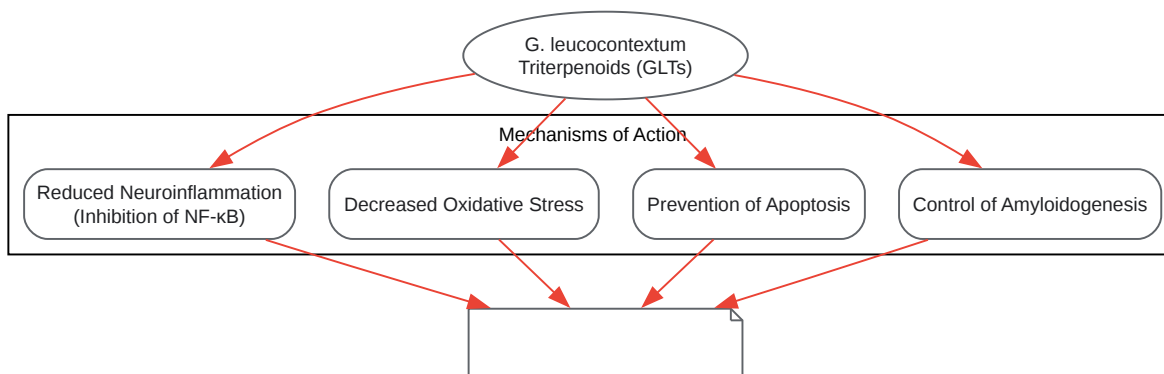 G. leucocontextum
Triterpenoids (GLTs)
Mechanisms of Action
Reduced Neuroinflammation
(Inhibition of NF-κB)
Decreased Oxidative Stress
Prevention of Apoptosis
Control of Amyloidogenesis